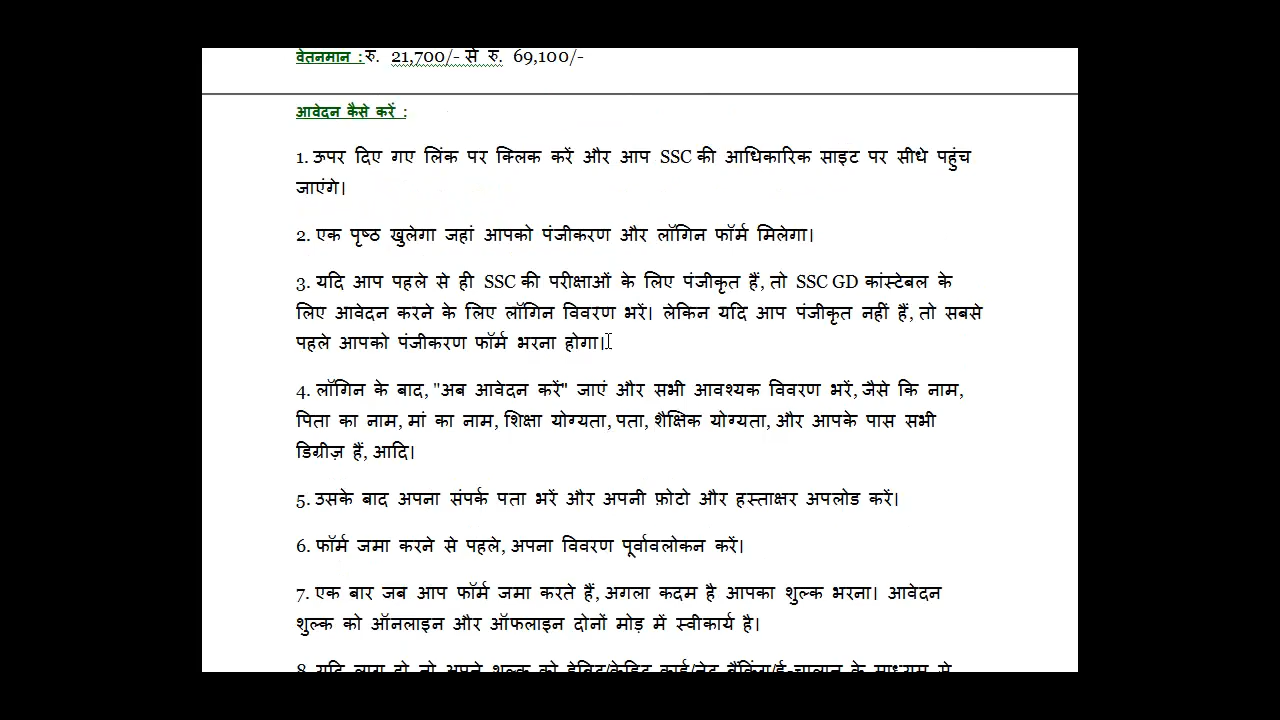 वेतनमान : रु. 21,700/- से रु. 69,100/-
आवेदन कैसे करें :
1. ऊपर दिए गए लिंक पर क्लिक करें और आप SSC की आधिकारिक साइट पर सीधे पहुंच
जाएंगे।
2. एक पृष्ठ खुलेगा जहां आपको पंजीकरण और लॉगिन फॉर्म मिलेगा।
3. यदि आप पहले से ही SSC की परीक्षाओं के लिए पंजीकृत हैं, तो SSC GD कांस्टेबल के
लिए आवेदन करने के लिए लॉगिन विवरण भरें। लेकिन यदि आप पंजीकृत नहीं हैं, तो सबसे
पहले आपको पंजीकरण फॉर्म भरना होगा।
4. लॉगिन के बाद, "अब आवेदन करें" जाएं और सभी आवश्यक विवरण भरें, जैसे कि नाम,
पिता का नाम, मां का नाम, शिक्षा योग्यता, पता, शैक्षिक योग्यता, और आपके पास सभी
डिग्रीज़ हैं, आदि।
5. उसके बाद अपना संपर्क पता भरें और अपनी फ़ोटो और हस्ताक्षर अपलोड करें।
6. फॉर्म जमा करने से पहले, अपना विवरण पूर्वावलोकन करें।
7. एक बार जब आप फॉर्म जमा करते हैं, अगला कदम है आपका शुल्क भरना। आवेदन
शुल्क को ऑनलाइन और ऑफलाइन दोनों मोड़ में स्वीकार्य है।
8. यदि लागू हो, तो अपने शुल्क को डेबिट/क्रेडिट कार्ड/नेट बैंकिंग/ई-चालान के माध्यम से